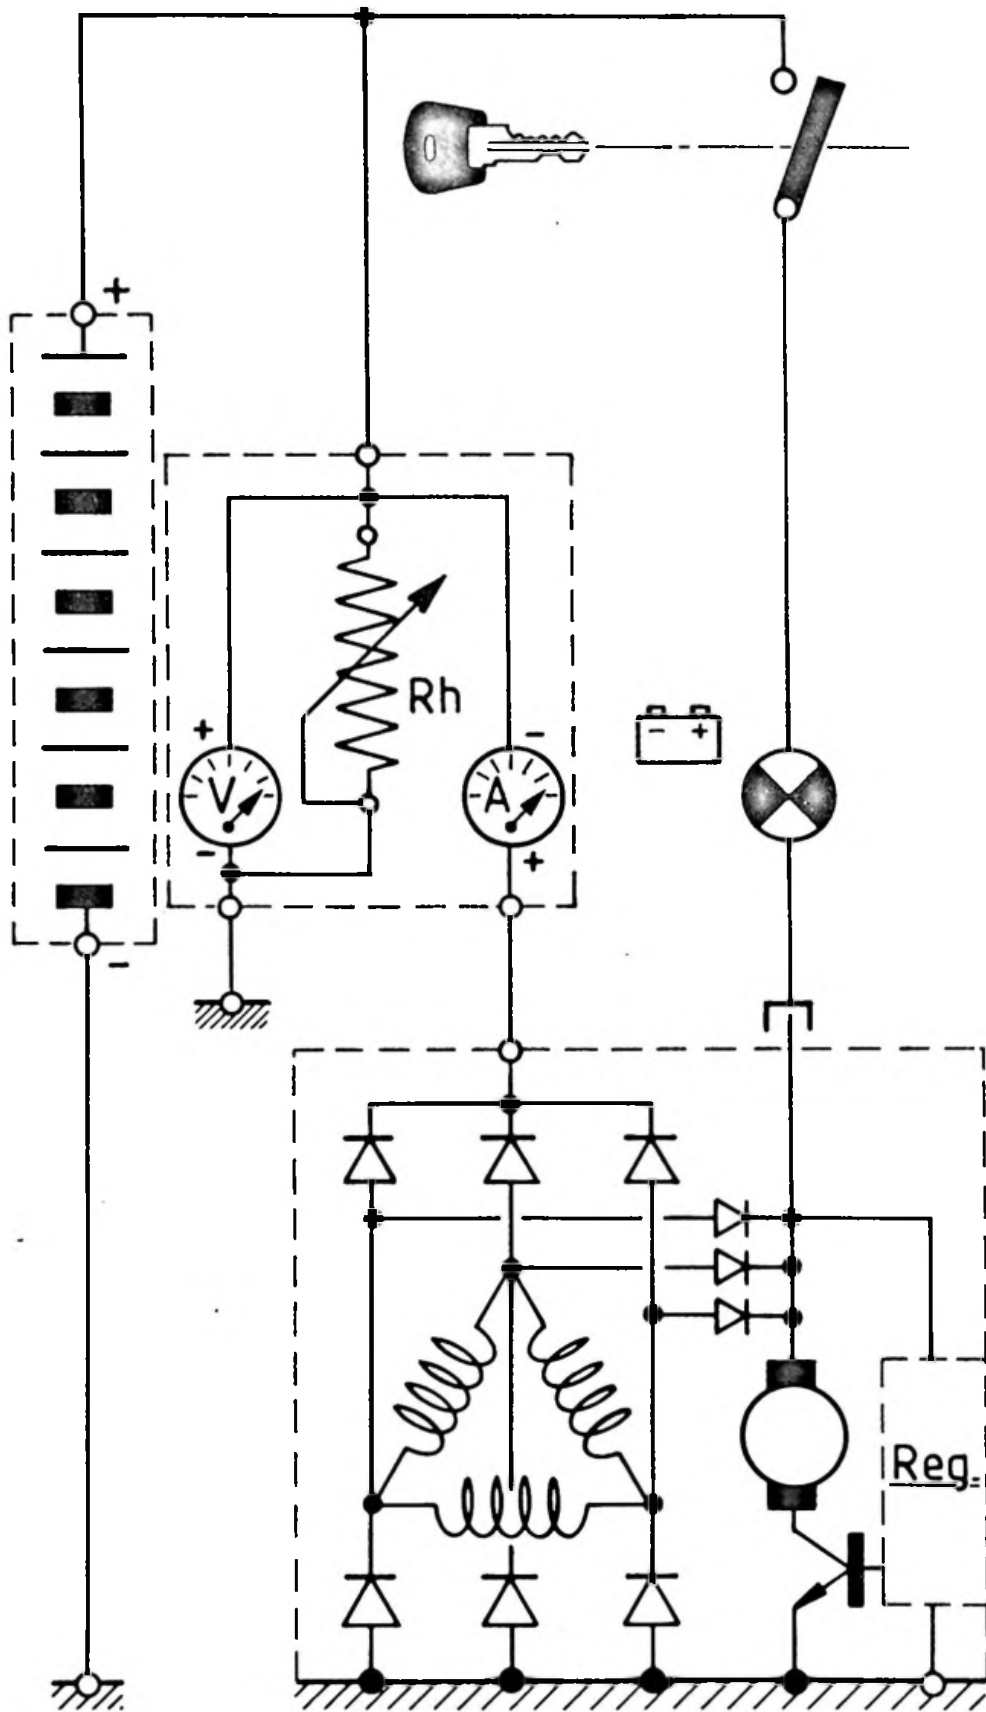 +
Rh
+
-
- +
V
A
-
+
-
Reg.